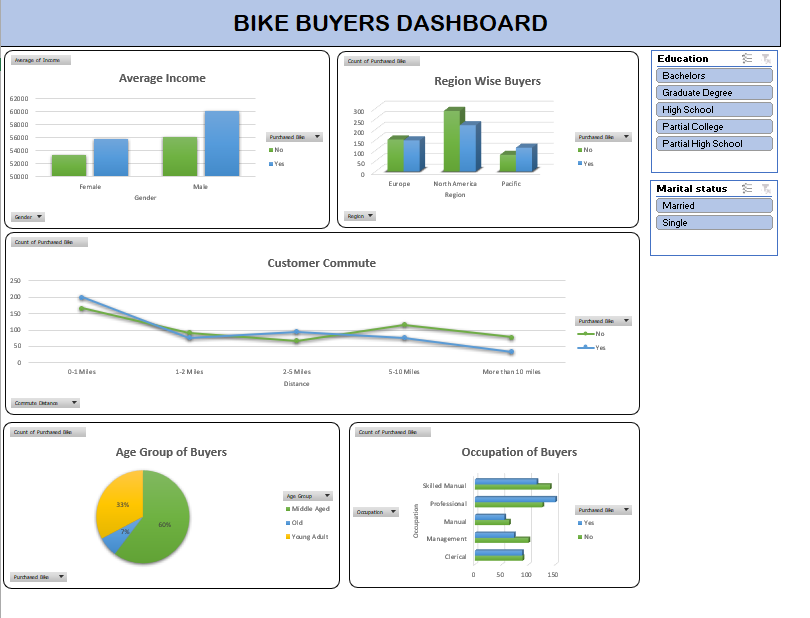 BIKE BUYERS DASHBOARD
Average of Income
Average Income
62000
60000
58000
56000
54000
52000
50000
Female
Male
Gender
Purchased Bike
No
Yes
Gender
Count of Purchased Bike
Region Wise Buyers
300
250
200
150
100
50
0
Europe
North America
Pacific
Region
Purchased Bike
No
Yes
Region
Education
Bachelors
Graduate Degree
High School
Partial College
Partial High School
Marital status
Married
Single
Count of Purchased Bike
Customer Commute
250
200
150
100
50
0
0-1 Miles
1-2 Miles
2-5 Miles
5-10 Miles
More than 10 miles
Distance
Purchased Bike
No
Yes
Commute Distance
Count of Purchased Bike
Age Group of Buyers
33%
60%
7%
Age Group
Middle Aged
Old
Young Adult
Purchased Bike
Count of Purchased Bike
Occupation of Buyers
Occupation
Occupation
Skilled Manual
Professional
Manual
Management
Clerical
0
50
100
150
Purchased Bike
Yes
No